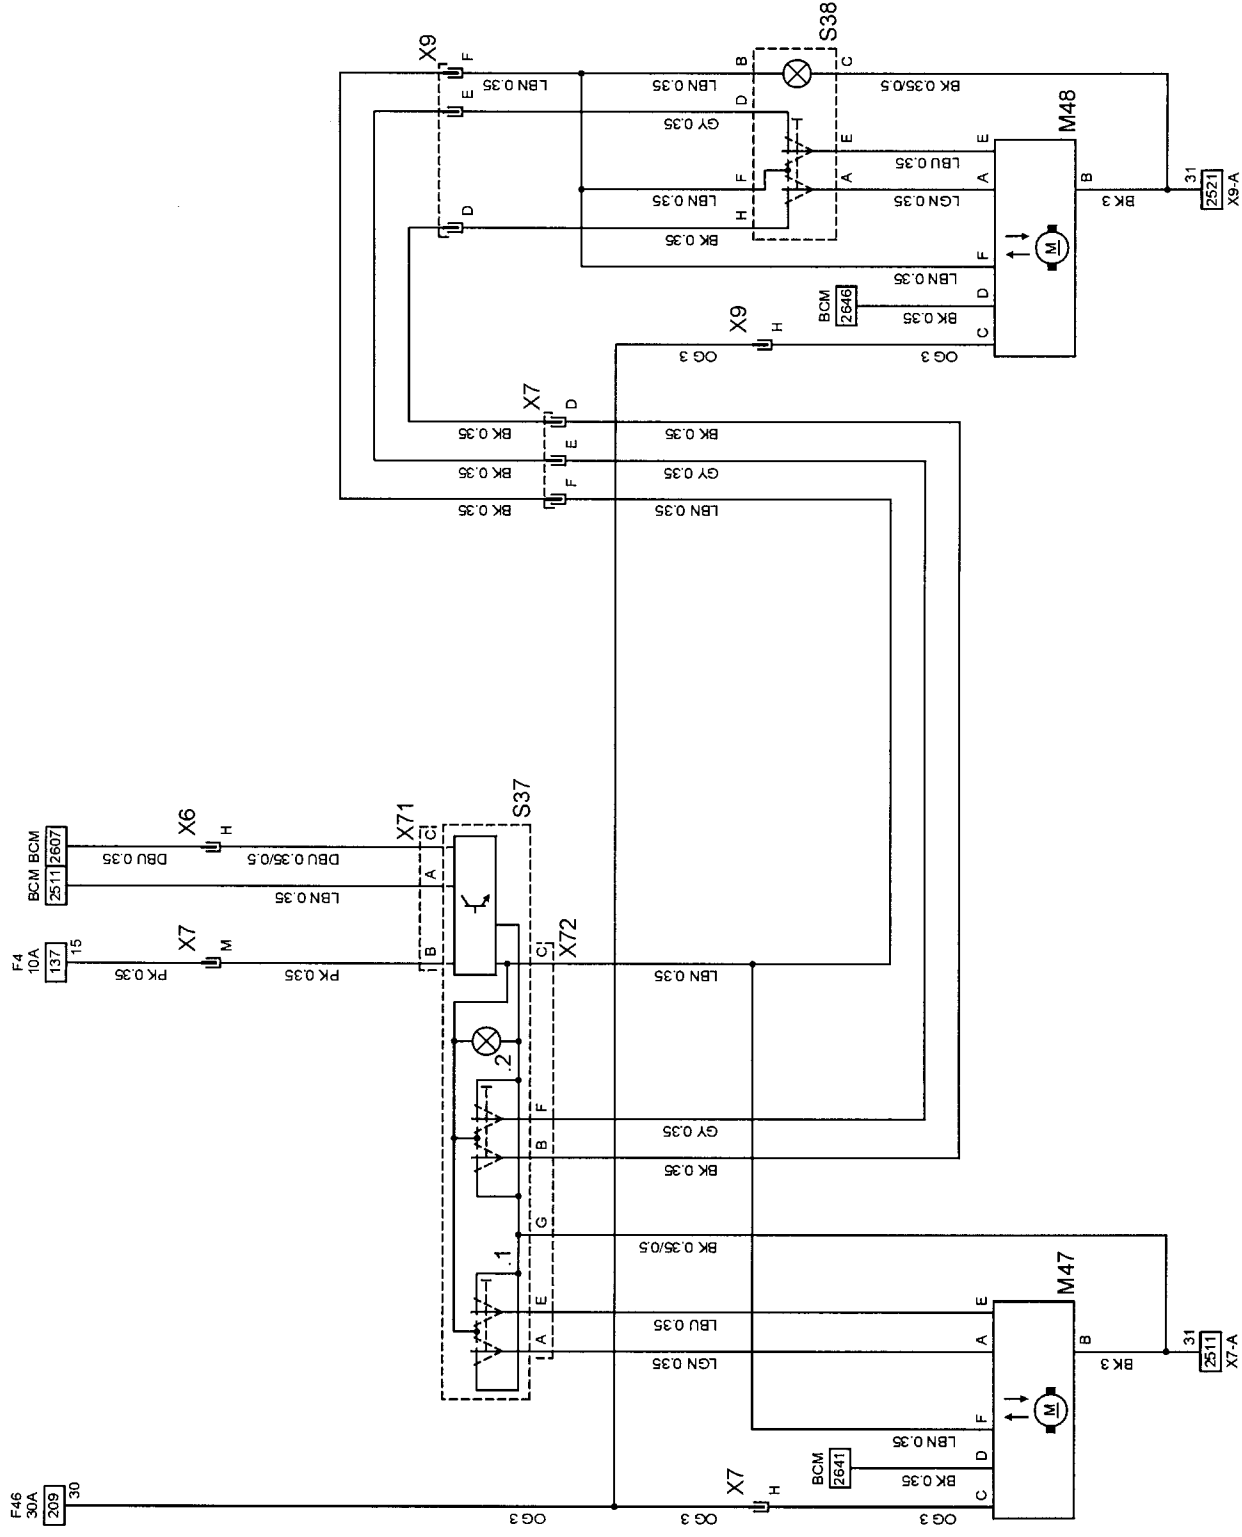 X9
F
E
D
LBN 0.35
S38
B
D
F
H
LBN 0.35
GY 0.35
LBN 0.35
BK 0.35
C
E
A
BK 0.35/0.5
LBU 0.35
LGN 0.35
M48
E
A
F
D
C
LBN 0.35
BCM
2646
BK 0.35
X9
H
OG 3
OG 3
M
B
BK 3
31
2521
X9-A
X7
D
E
F
BK 0.35
BK 0.35
BK 0.35
BK 0.35
GY 0.35
LBN 0.35
BCM
2607
BCM
2511
DBU 0.35
X6
H
DBU 0.35/0.5
LBN 0.35
F4
10A
137
15
PK 0.35
X7
M
PK 0.35
X71
C
A
B
S37
X72
C
LBN 0.35
.2
F
B
GY 0.35
BK 0.35
G
BK 0.35/0.5
.1
E
A
LBU 0.35
LGN 0.35
M47
E
A
F
D
C
LBN 0.35
BCM
2641
BK 0.35
M
B
BK 3
31
2511
X7-A
F46
30A
209
30
OG 3
OG 3
X7
H
OG 3